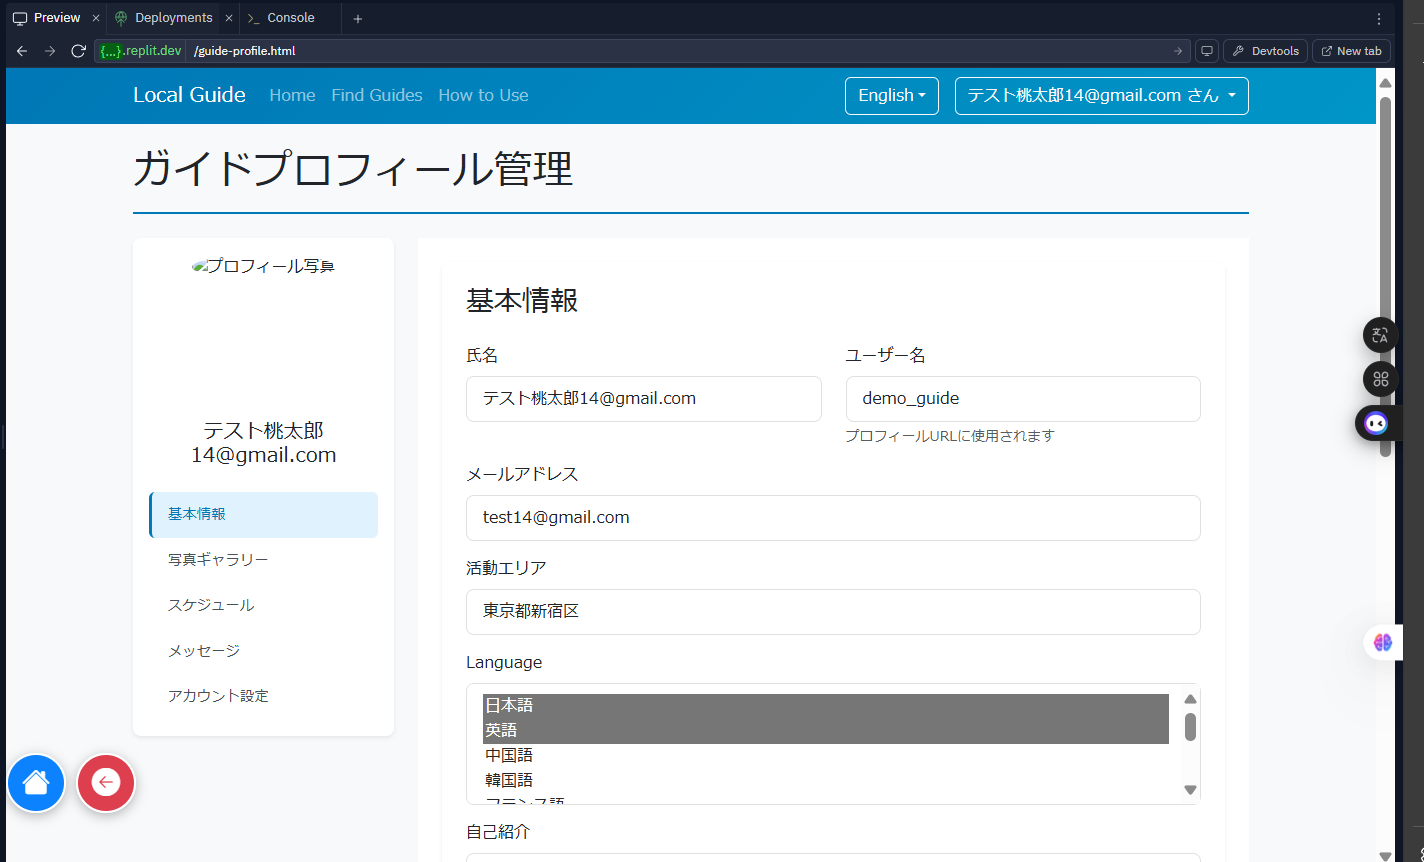 Preview
Deployments
Console
{...}.replit.dev
/guide-profile.html
Devtools
New tab
Local Guide
Home
Find Guides
How to Use
English
テスト桃太郎14@gmail.com さん
ガイドプロフィール管理
プロフィール写真
テスト桃太郎
14@gmail.com
基本情報
写真ギャラリー
スケジュール
メッセージ
アカウント設定
基本情報
氏名
テスト桃太郎14@gmail.com
ユーザー名
demo_guide
プロフィールURLに使用されます
メールアドレス
test14@gmail.com
活動エリア
東京都新宿区
Language
日本語
英語
中国語
韓国語
フランス語
自己紹介